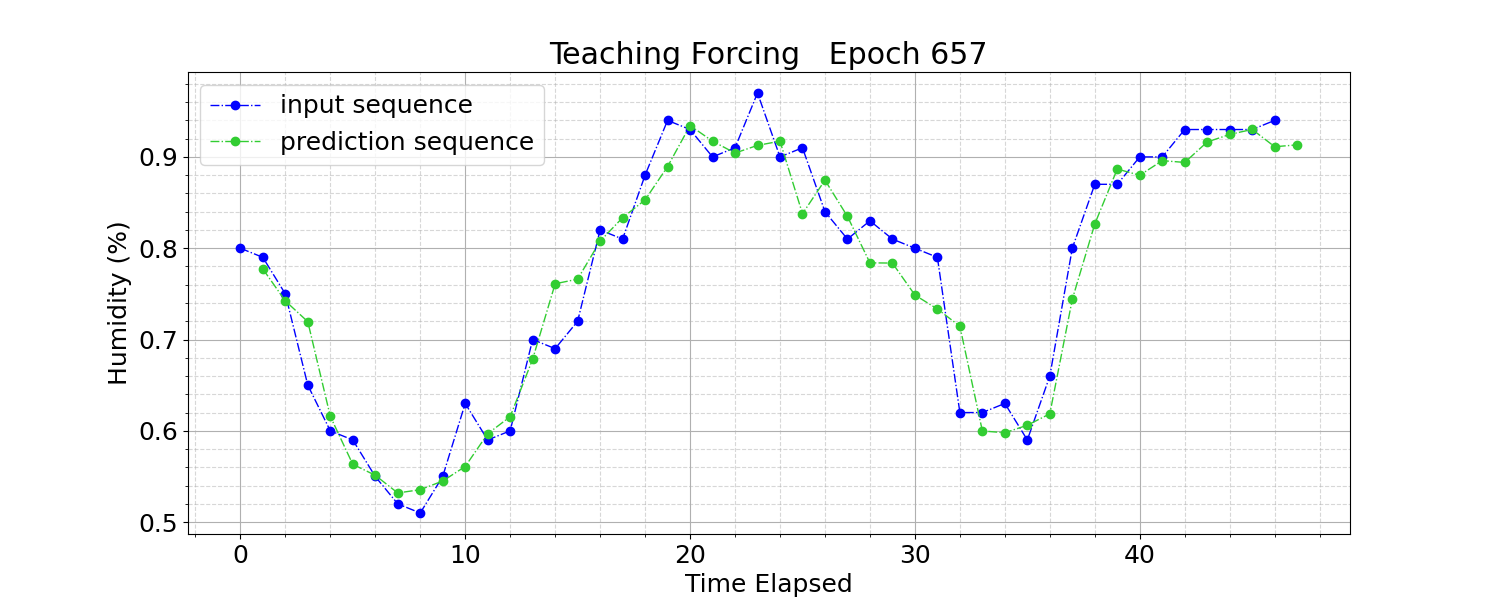 Teaching Forcing   Epoch 657
input sequence
prediction sequence
Humidity (%)
0.9
0.8
0.7
0.6
0.5
0 10 20 30 40
Time Elapsed